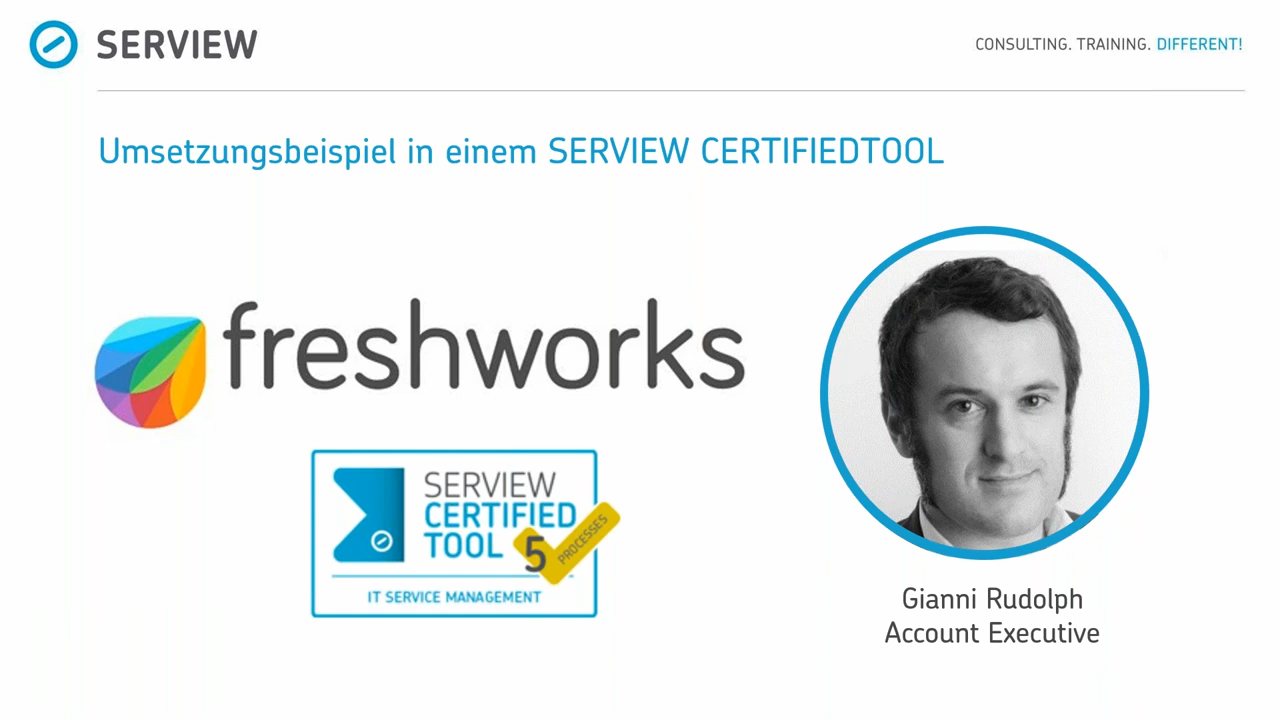 SERVIEW
CONSULTING. TRAINING. DIFFERENT!
Umsetzungsbeispiel in einem SERVIEW CERTIFIEDTOOL
freshworks
SERVIEW
CERTIFIED
TOOL
5
PROCESSES
IT SERVICE MANAGEMENT
Gianni Rudolph
Account Executive